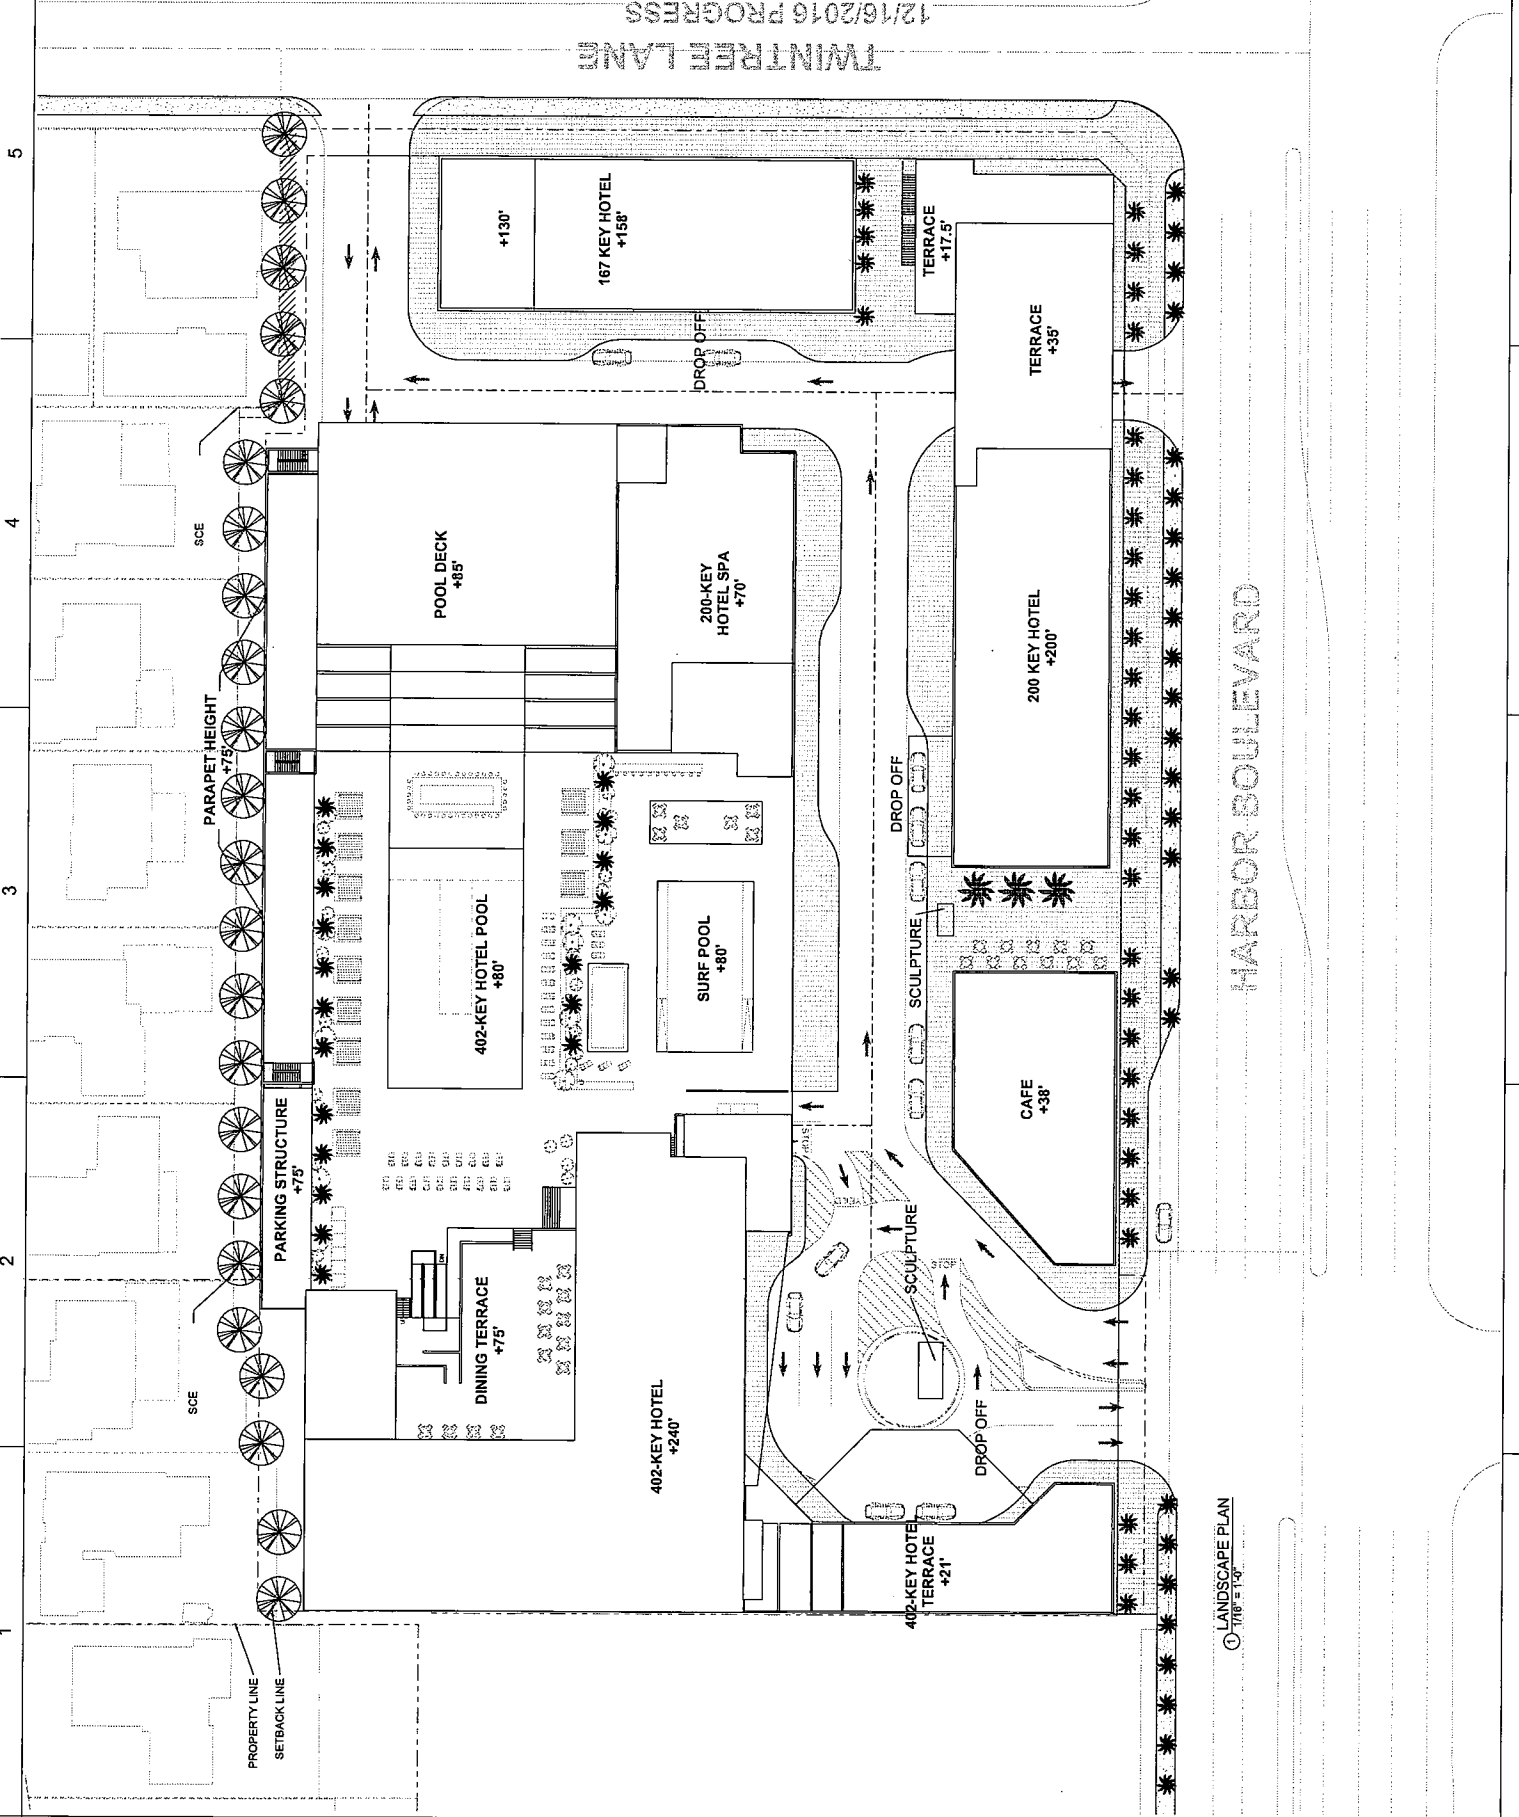 12/16/2016 PROGRESS
TWINTREE LANE
5
4
3
2
1
+130'
167 KEY HOTEL
+158'
TERRACE
+17.5'
DROP OFF
TERRACE
+35'
SCE
POOL DECK
+85'
200-KEY
HOTEL SPA
+70'
200 KEY HOTEL
+200'
PARAPET HEIGHT
+75'
DROP OFF
HARBOR BOULEVARD
402-KEY HOTEL POOL
+80'
SURF POOL
+80'
SCULPTURE
CAFE
+38'
PARKING STRUCTURE
+75'
STOP
YIELD
SCULPTURE
STOP
DN
DINING TERRACE
+75'
SCE
402-KEY HOTEL
+240'
DROP OFF
402-KEY HOTEL
TERRACE
+21'
PROPERTY LINE
SETBACK LINE
1 LANDSCAPE PLAN
1/16" = 1'-0"